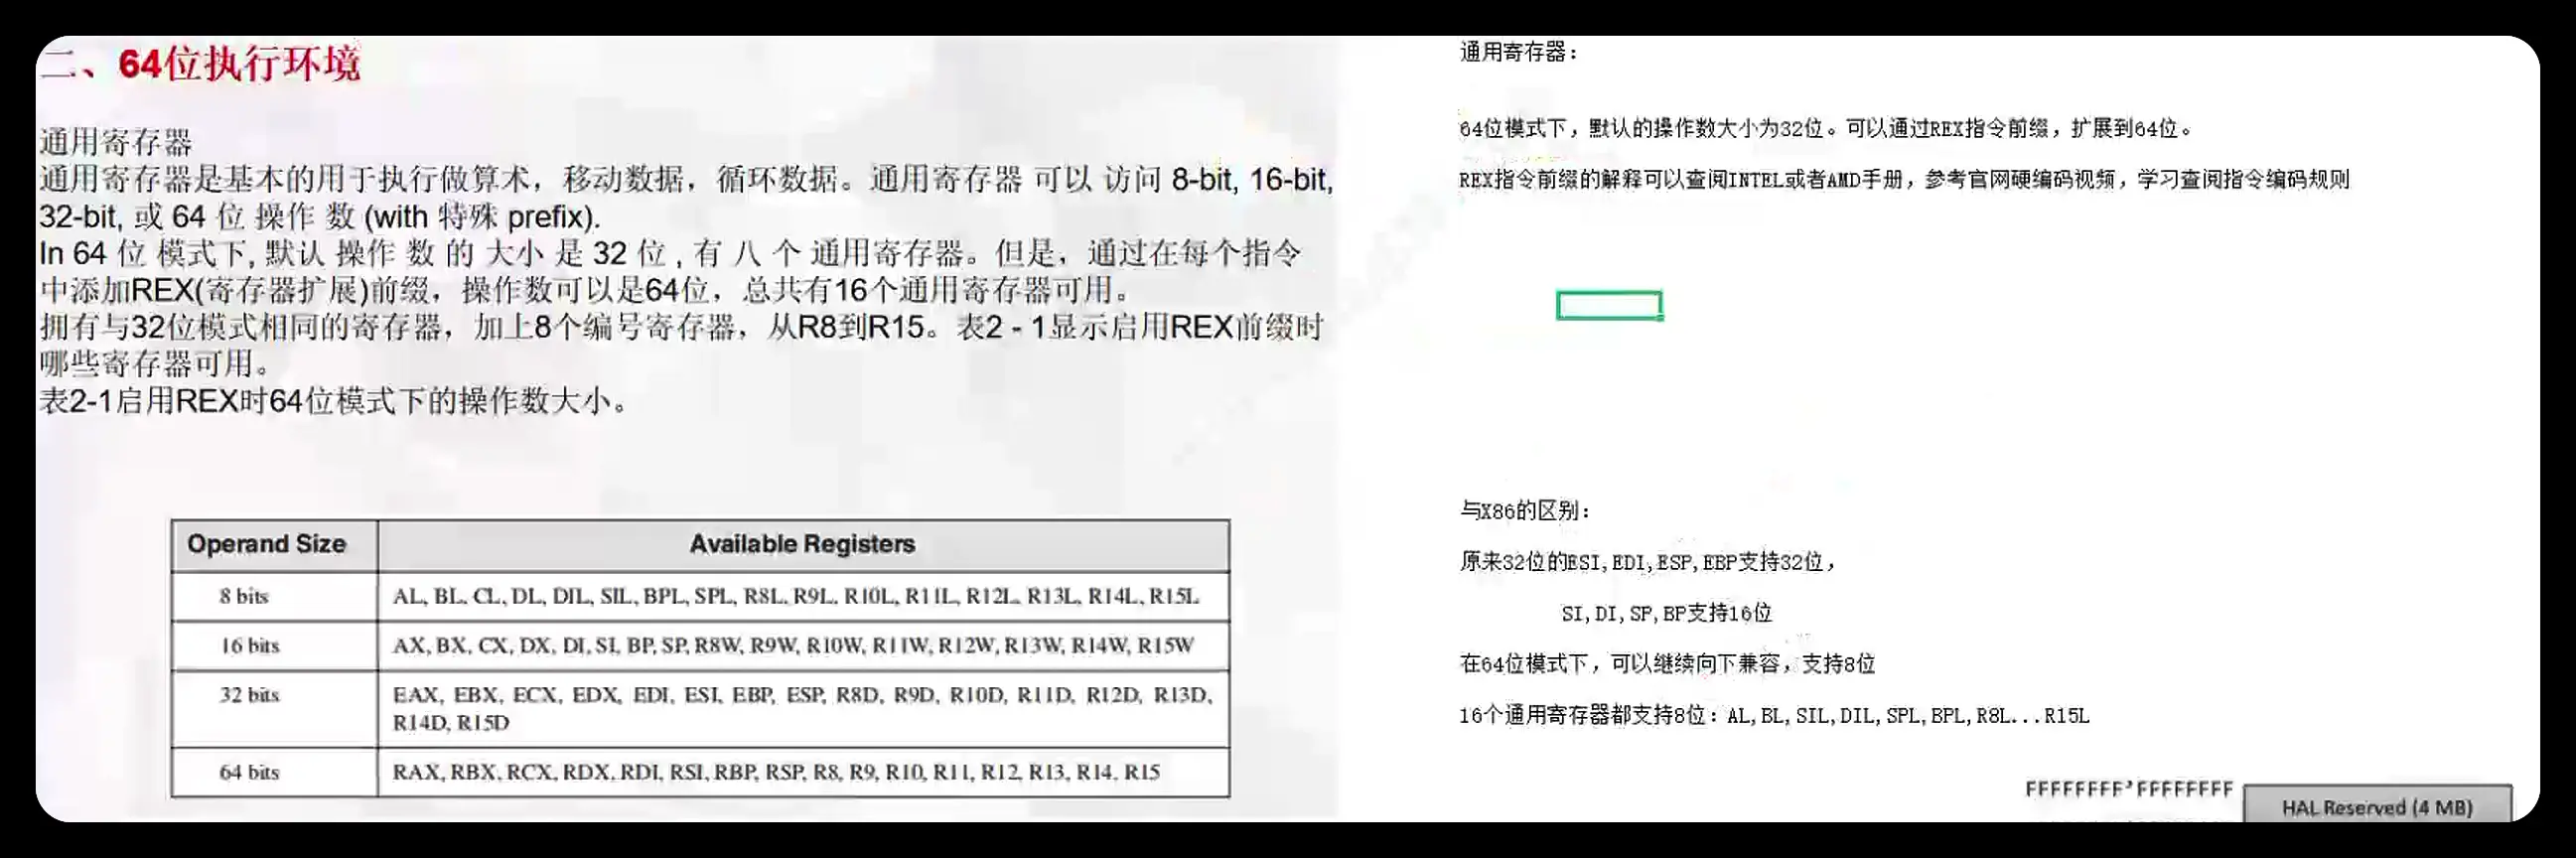 二、64位执行环境
通用寄存器
通用寄存器是基本的用于执行做算术，移动数据，循环数据。通用寄存器 可以 访问 8-bit, 16-bit,
32-bit, 或 64 位 操作 数 (with 特殊 prefix).
In 64 位 模式下, 默认 操作 数 的 大小 是 32 位 , 有 八 个 通用寄存器。但是，通过在每个指令
中添加REX(寄存器扩展)前缀，操作数可以是64位，总共有16个通用寄存器可用。
拥有与32位模式相同的寄存器，加上8个编号寄存器，从R8到R15。表2 - 1显示启用REX前缀时
哪些寄存器可用。
表2-1启用REX时64位模式下的操作数大小。
Operand Size Available Registers
8 bits AL, BL, CL, DL, DIL, SIL, BPL, SPL, R8L, R9L, R10L, R11L, R12L, R13L, R14L, R15L
16 bits AX, BX, CX, DX, DI, SI, BP, SP, R8W, R9W, R10W, R11W, R12W, R13W, R14W, R15W
32 bits EAX, EBX, ECX, EDX, EDI, ESI, EBP, ESP, R8D, R9D, R10D, R11D, R12D, R13D,
R14D, R15D
64 bits RAX, RBX, RCX, RDX, RDI, RSI, RBP, RSP, R8, R9, R10, R11, R12, R13, R14, R15
通用寄存器：
64位模式下，默认的操作数大小为32位。可以通过REX指令前缀，扩展到64位。
REX指令前缀的解释可以查阅INTEL或者AMD手册，参考官网硬编码视频，学习查阅指令编码规则
与X86的区别：
原来32位的ESI,EDI,ESP,EBP支持32位，
SI,DI,SP,BP支持16位
在64位模式下，可以继续向下兼容，支持8位
16个通用寄存器都支持8位：AL,BL,SIL,DIL,SPL,BPL,R8L...R15L
FFFFFFFF'FFFFFFFF
HAL Reserved (4 MB)